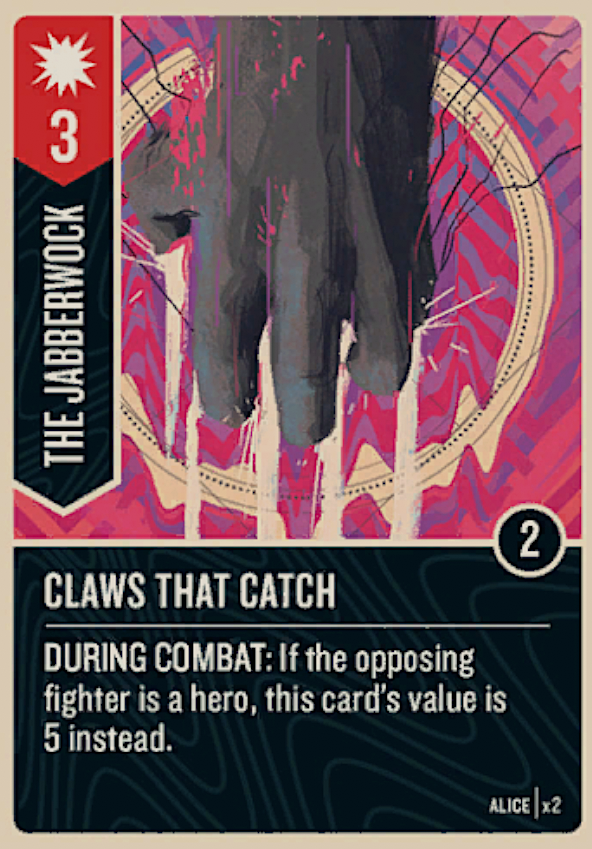 3
THE JABBERWOCK
2
CLAWS THAT CATCH
DURING COMBAT: If the opposing
fighter is a hero, this card's value is
5 instead.
ALICE | x2